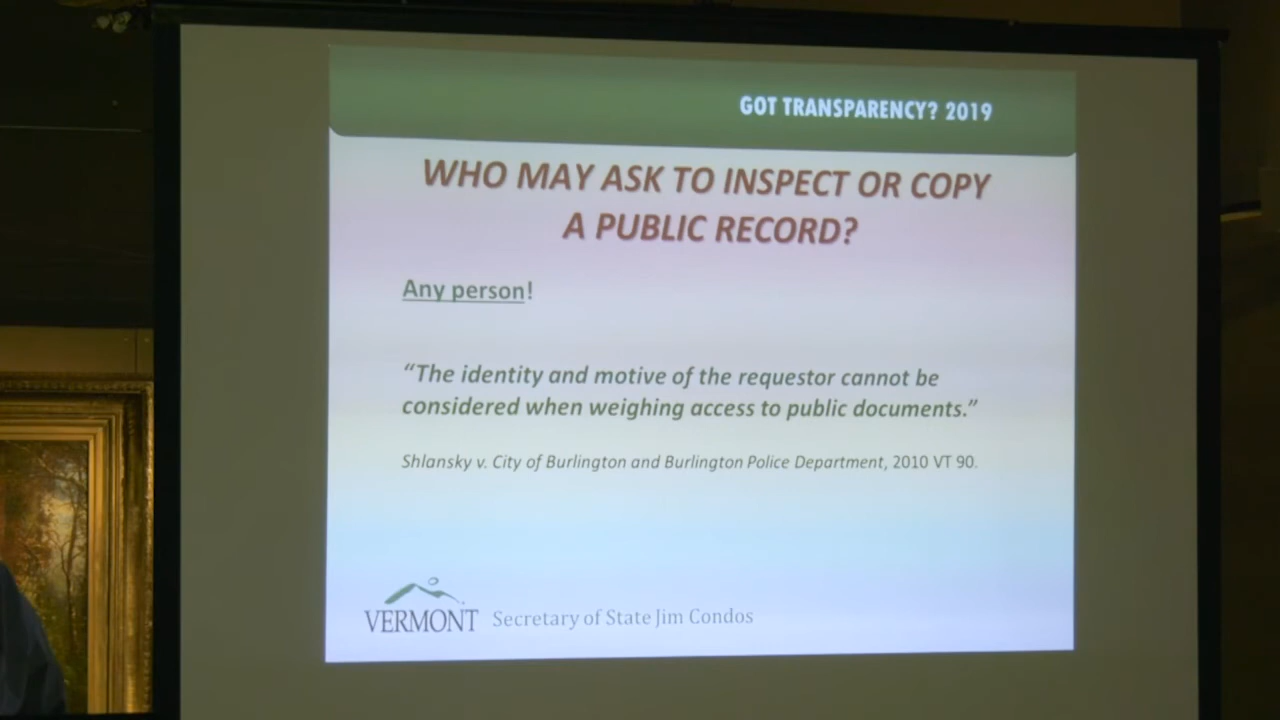 GOT TRANSPARENCY? 2019
WHO MAY ASK TO INSPECT OR COPY
A PUBLIC RECORD?
Any person!
“The identity and motive of the requestor cannot be
considered when weighing access to public documents.”
Shlansky v. City of Burlington and Burlington Police Department, 2010 VT 90.
VERMONT Secretary of State Jim Condos